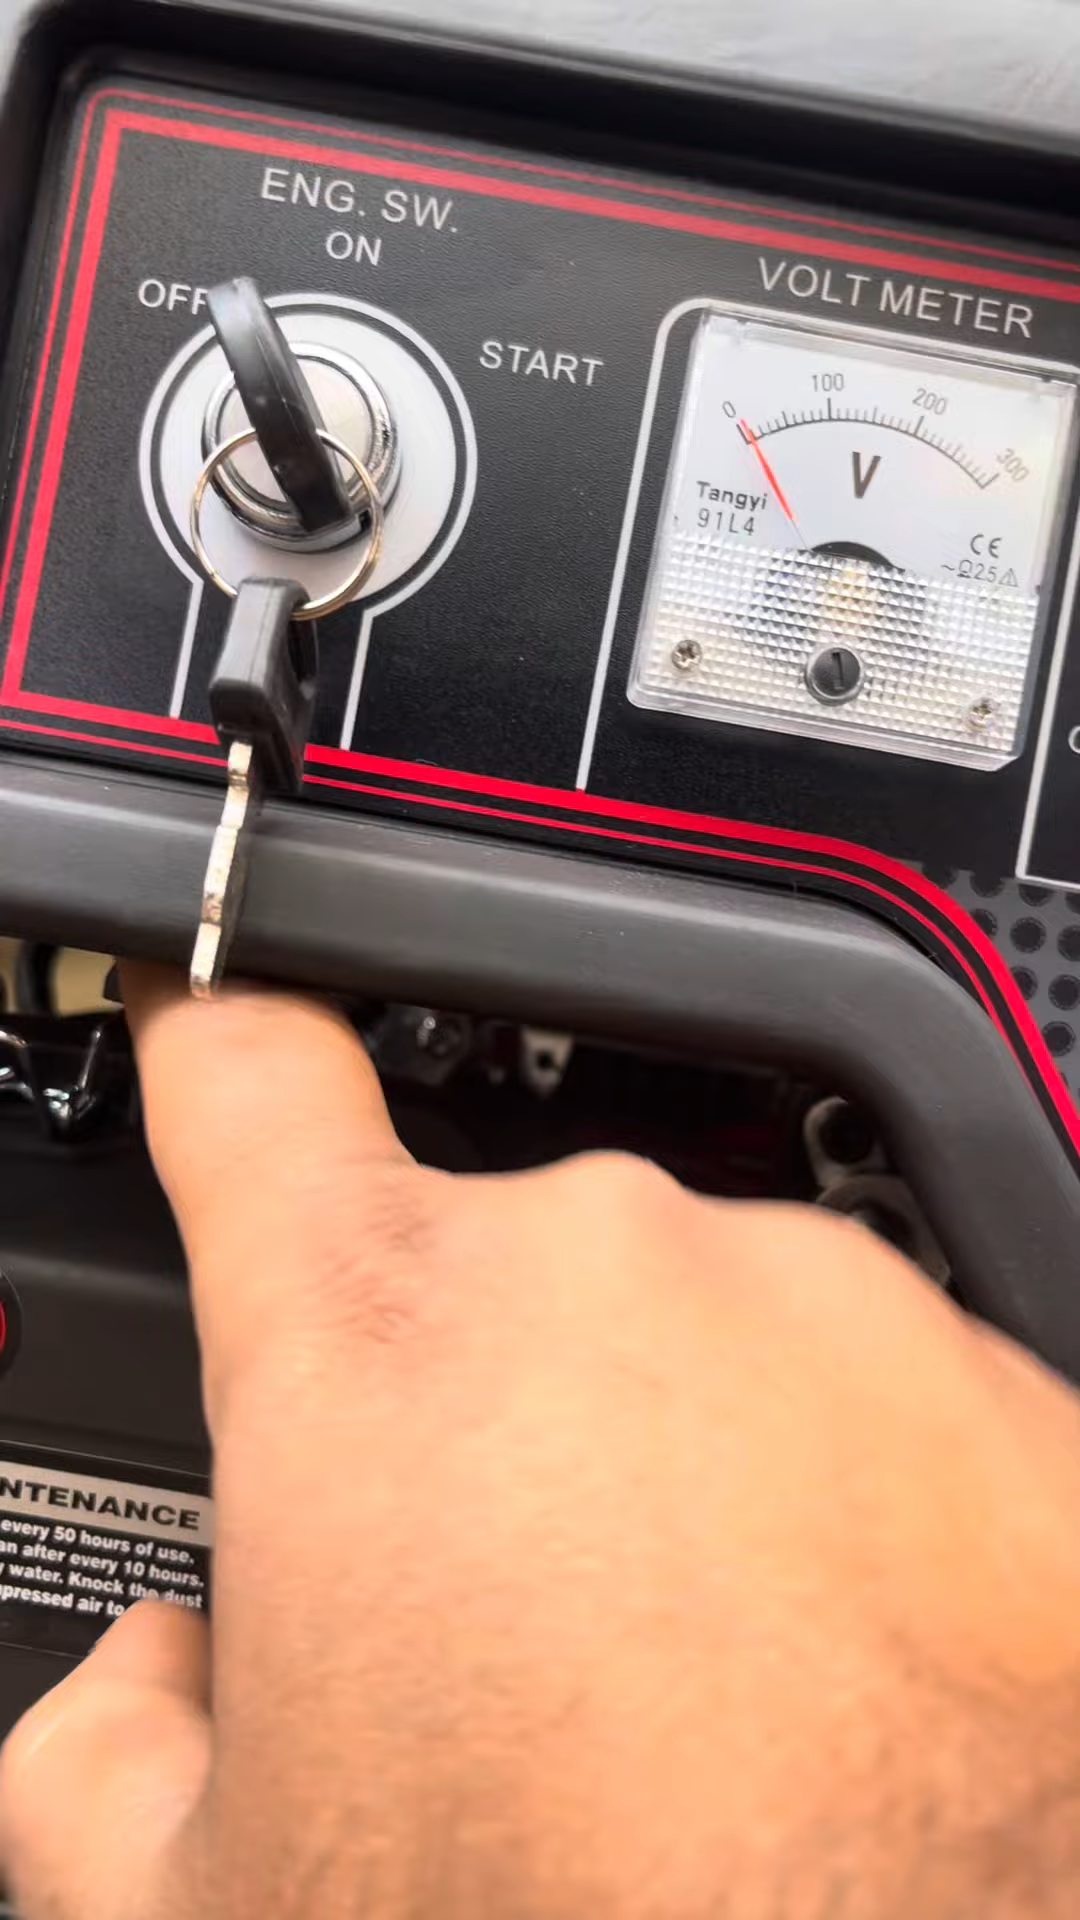 ENG. SW.
ON
OFF
START
VOLT METER
0 100 200 300
V
Tangyi
91L4
CE
~Ω25⚠
NTENANCE
every 50 hours of use.
an after every 10 hours.
water. Knock the dust
pressed air to